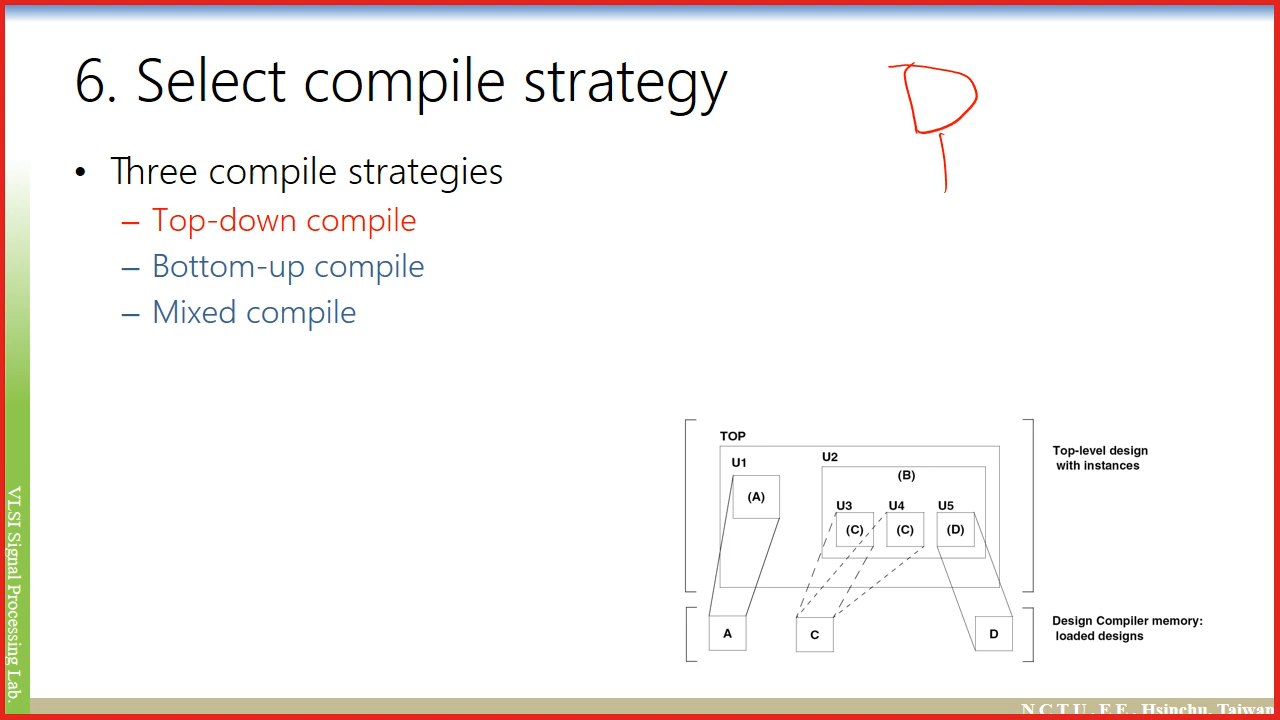 6. Select compile strategy
• Three compile strategies
– Top-down compile
– Bottom-up compile
– Mixed compile
TOP
U1
U2
(A)
(B)
U3
U4
U5
(C)
(C)
(D)
Top-level design
with instances
A
C
D
Design Compiler memory:
loaded designs
VLSI Signal Processing Lab.
N C T U . E E , Hsinchu, Taiwan